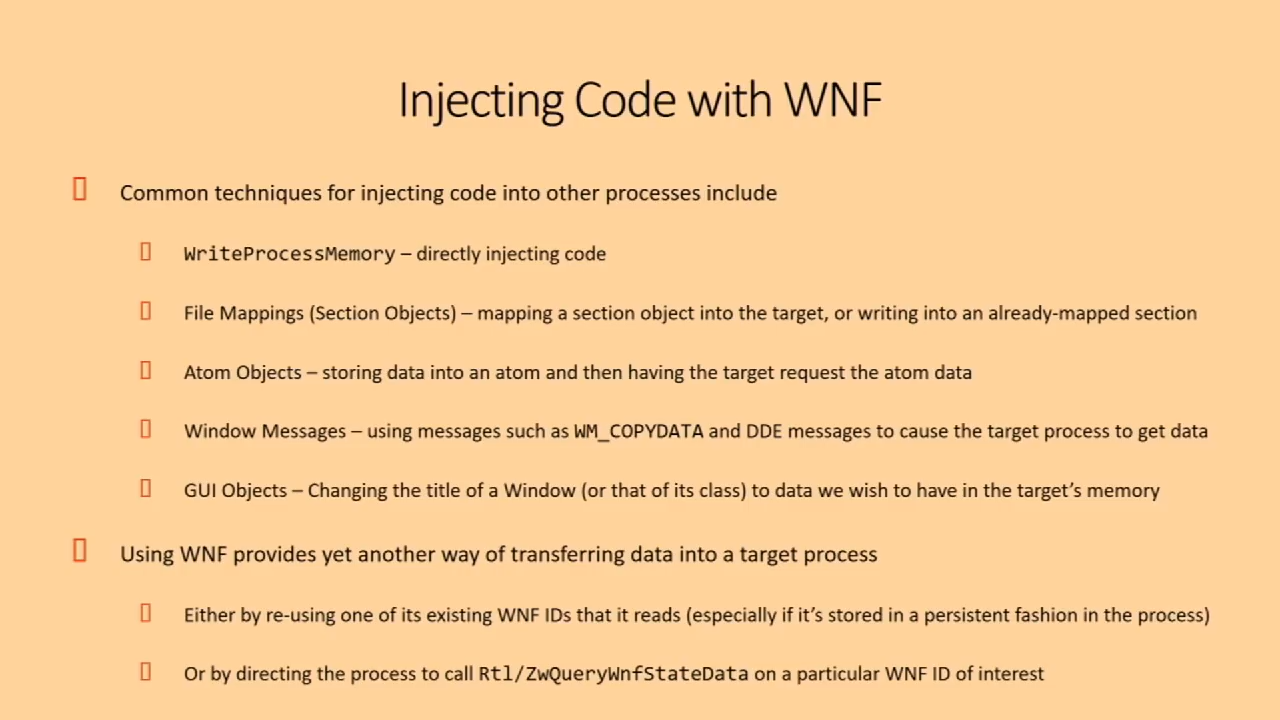 Injecting Code with WNF
Common techniques for injecting code into other processes include
WriteProcessMemory – directly injecting code
File Mappings (Section Objects) – mapping a section object into the target, or writing into an already-mapped section
Atom Objects – storing data into an atom and then having the target request the atom data
Window Messages – using messages such as WM_COPYDATA and DDE messages to cause the target process to get data
GUI Objects – Changing the title of a Window (or that of its class) to data we wish to have in the target’s memory
Using WNF provides yet another way of transferring data into a target process
Either by re-using one of its existing WNF IDs that it reads (especially if it’s stored in a persistent fashion in the process)
Or by directing the process to call Rtl/ZwQueryWnfStateData on a particular WNF ID of interest